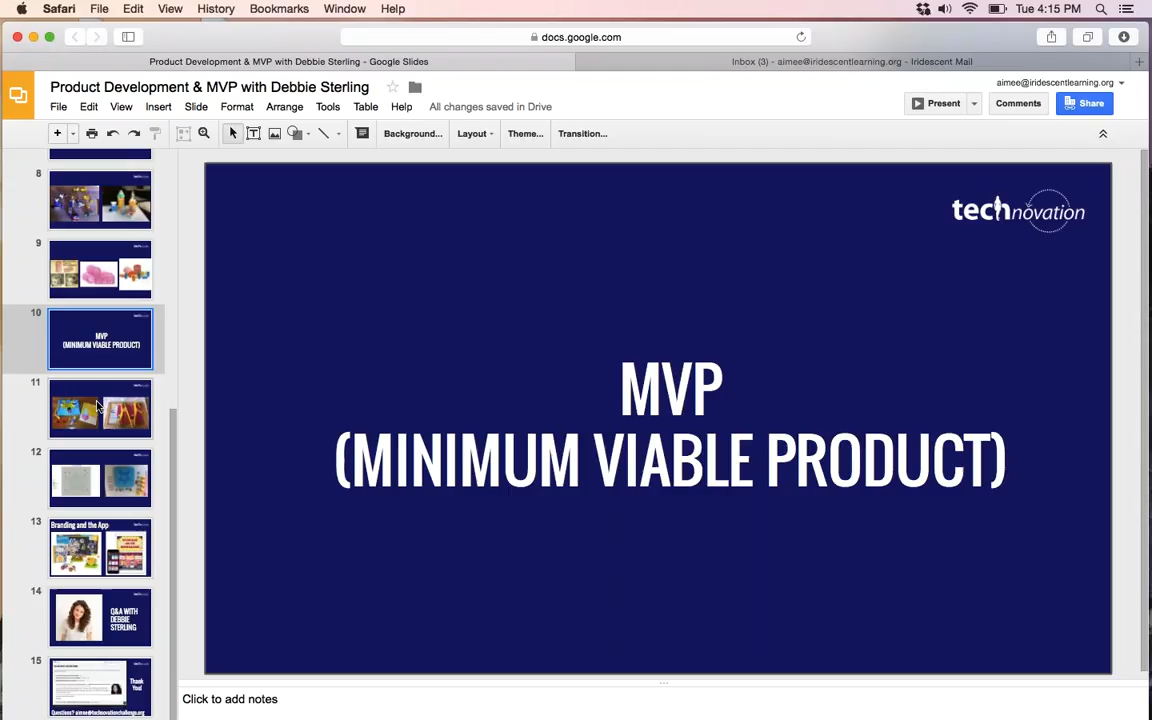 Safari File Edit View History Bookmarks Window Help Tue 4:15 PM
docs.google.com
Product Development & MVP with Debbie Sterling - Google Slides
Inbox (3) - aimee@iridescentlearning.org - Iridescent Mail
Product Development & MVP with Debbie Sterling
aimee@iridescentlearning.org
File Edit View Insert Slide Format Arrange Tools Table Help All changes saved in Drive
Present Comments Share
Background... Layout Theme... Transition...
8
9
10
MVP
(MINIMUM VIABLE PRODUCT)
11
12
13
Branding and the App
14
Q&A WITH
DEBBIE
STERLING
15
Thank
You!
Questions? aimee@technovationchallenge.org
technovation
MVP
(MINIMUM VIABLE PRODUCT)
Click to add notes